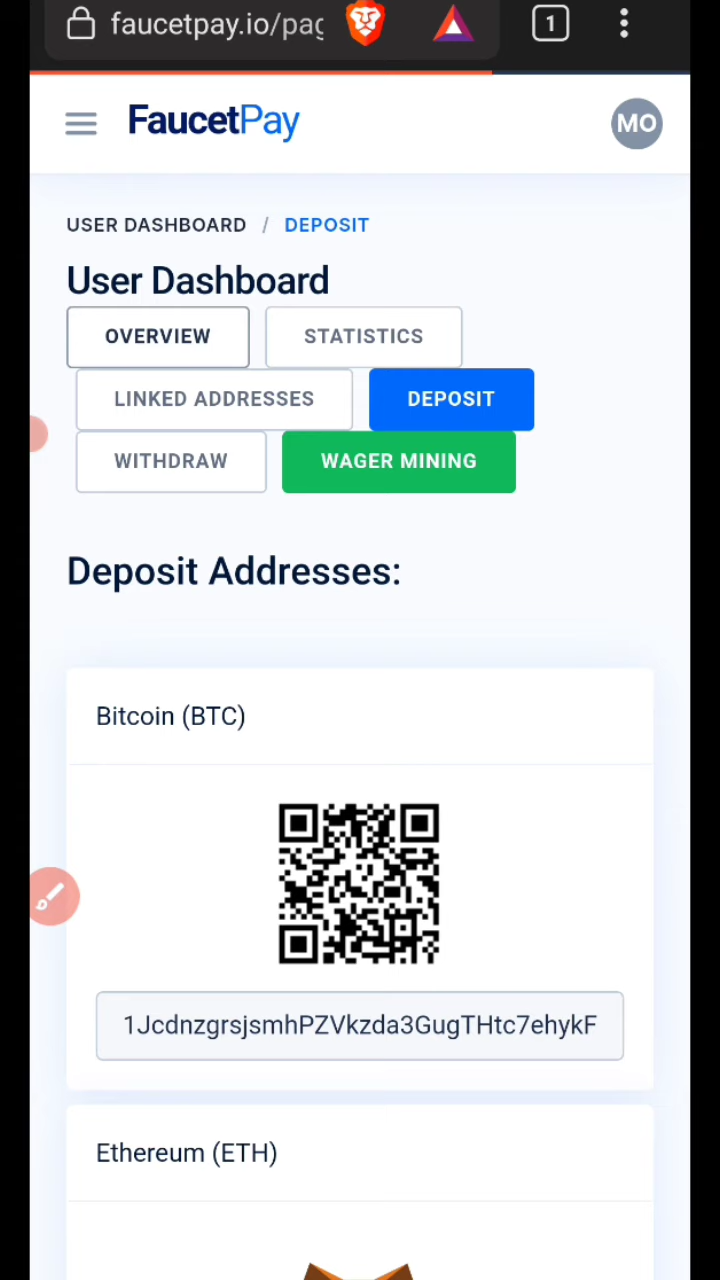 faucetpay.io/pag
1
FaucetPay
MO
USER DASHBOARD / DEPOSIT
User Dashboard
OVERVIEW STATISTICS
LINKED ADDRESSES DEPOSIT
WITHDRAW WAGER MINING
Deposit Addresses:
Bitcoin (BTC)
1JcdnzgrsjsmhPZVkzda3GugTHtc7ehykF
Ethereum (ETH)